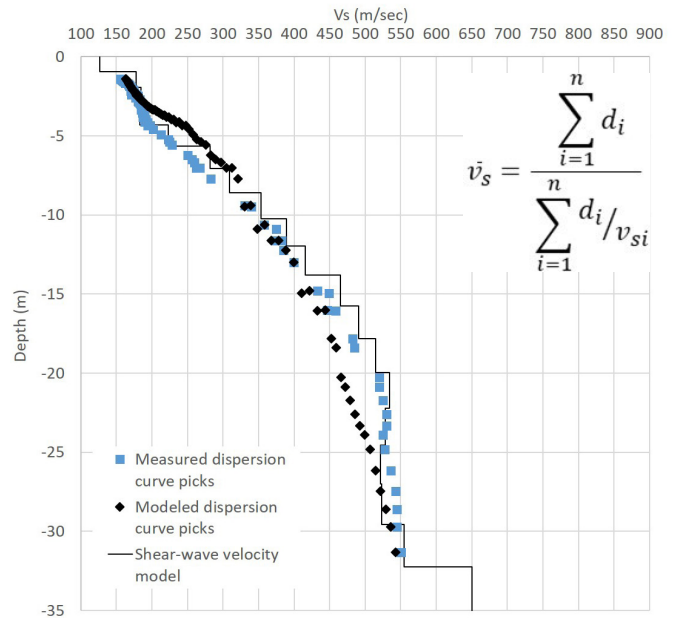 Vs (m/sec)
100 150 200 250 300 350 400 450 500 550 600 650 700 750 800 850 900
0
-5
-10
-15
-20
-25
-30
-35
Depth (m)
v̄s = ∑ⁿᵢ₌₁ dᵢ / ∑ⁿᵢ₌₁ dᵢ/vsi
Measured dispersion
curve picks
Modeled dispersion
curve picks
Shear-wave velocity
model